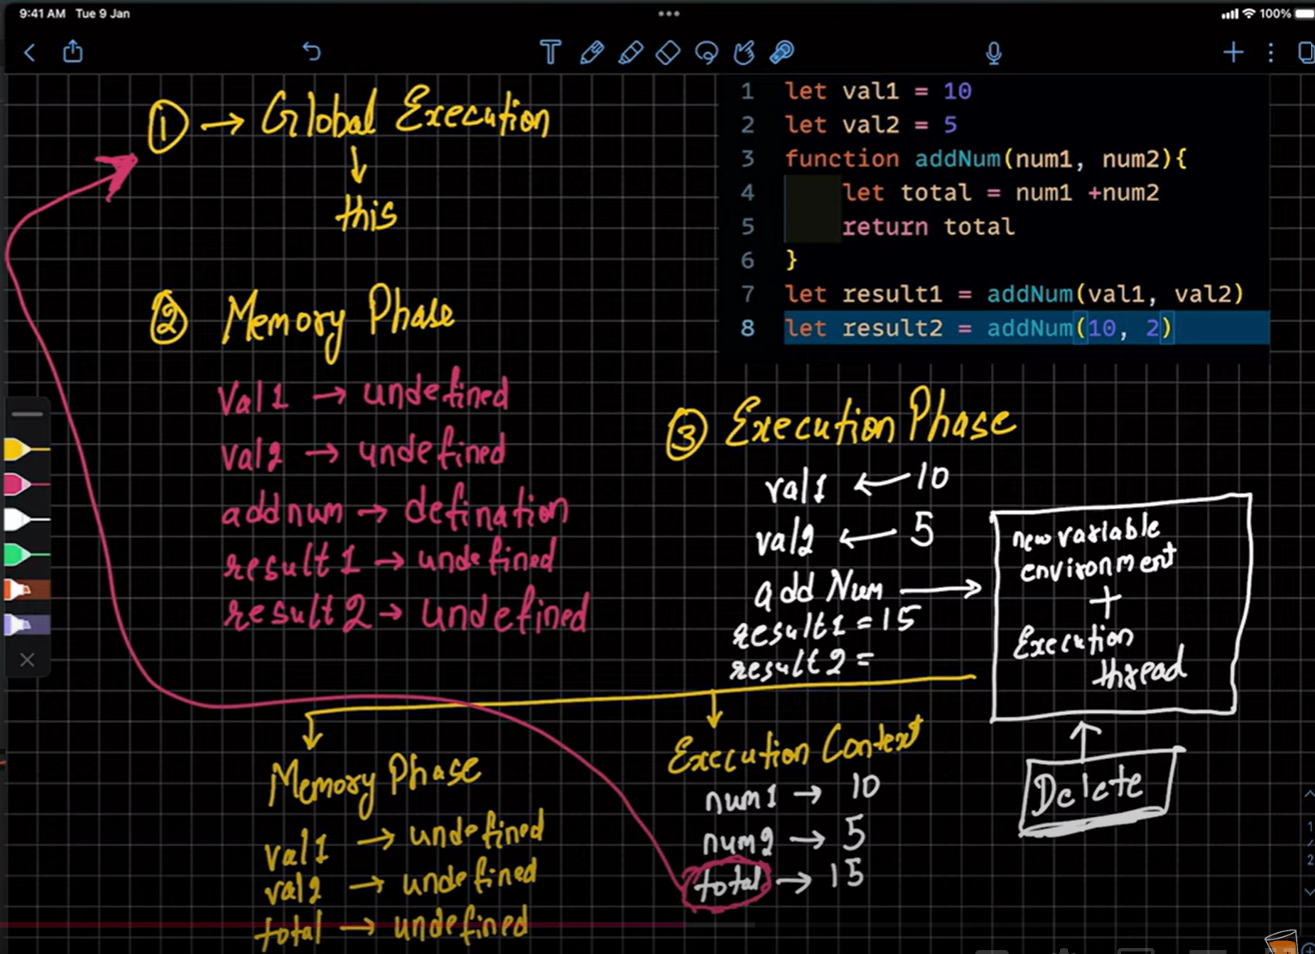 9:41 AM Tue 9 Jan
100%
① → Global Execution
↓
this
② Memory Phase
Val1 → undefined
val2 → undefined
addnum → defination
result1 → undefined
result2 → undefined
1 let val1 = 10
2 let val2 = 5
3 function addNum(num1, num2){
4 let total = num1 +num2
5 return total
6 }
7 let result1 = addNum(val1, val2)
8 let result2 = addNum(10, 2)
③ Execution Phase
val1 ← 10
val2 ← 5
add Num →
result1 = 15
result2 =
new variable
environment
+
Execution
thread
Delete
Memory Phase
val1 → undefined
val2 → undefined
total → undefined
Execution Context
num1 → 10
num2 → 5
total → 15